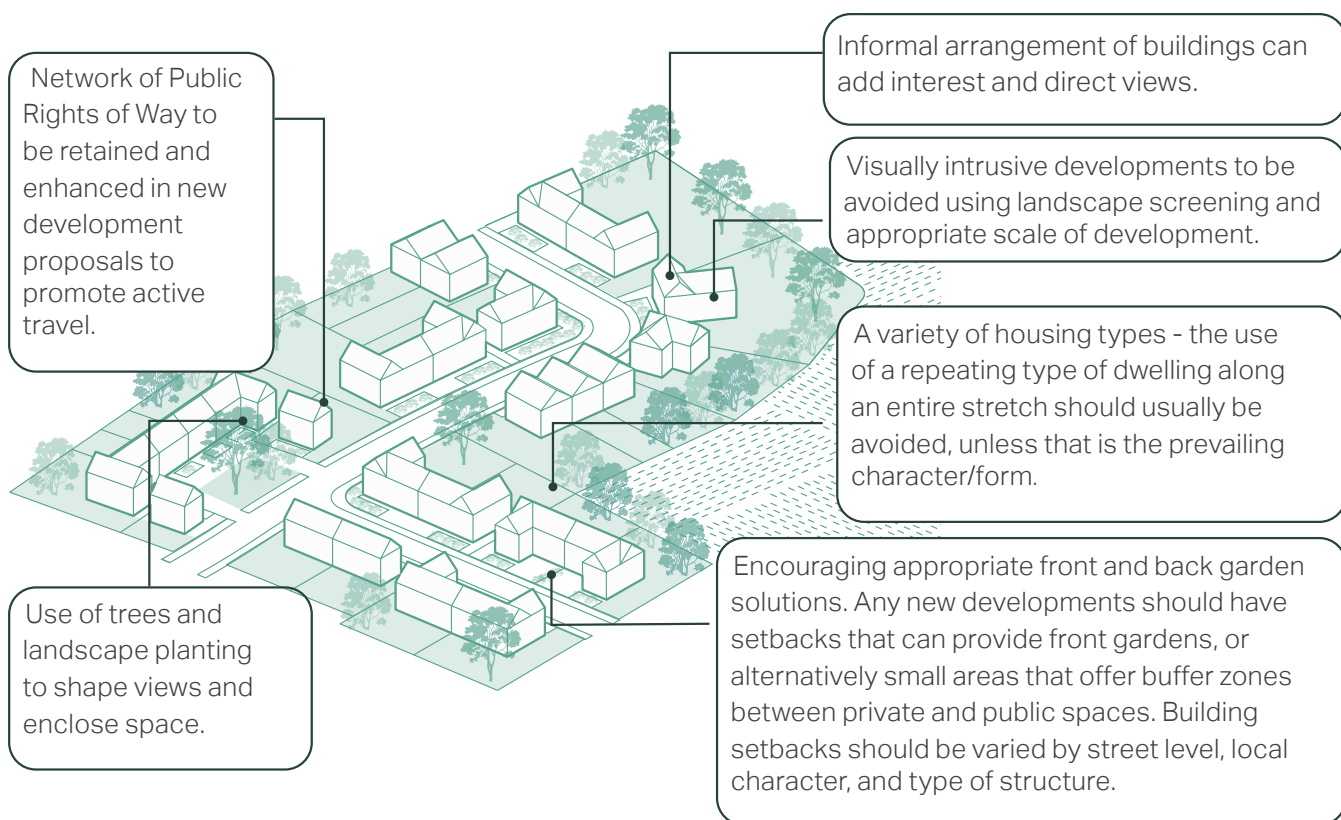 Network of Public
Rights of Way to
be retained and
enhanced in new
development
proposals to
promote active
travel.
Use of trees and
landscape planting
to shape views and
enclose space.
Informal arrangement of buildings can
add interest and direct views.
Visually intrusive developments to be
avoided using landscape screening and
appropriate scale of development.
A variety of housing types - the use
of a repeating type of dwelling along
an entire stretch should usually be
avoided, unless that is the prevailing
character/form.
Encouraging appropriate front and back garden
solutions. Any new developments should have
setbacks that can provide front gardens, or
alternatively small areas that offer buffer zones
between private and public spaces. Building
setbacks should be varied by street level, local
character, and type of structure.